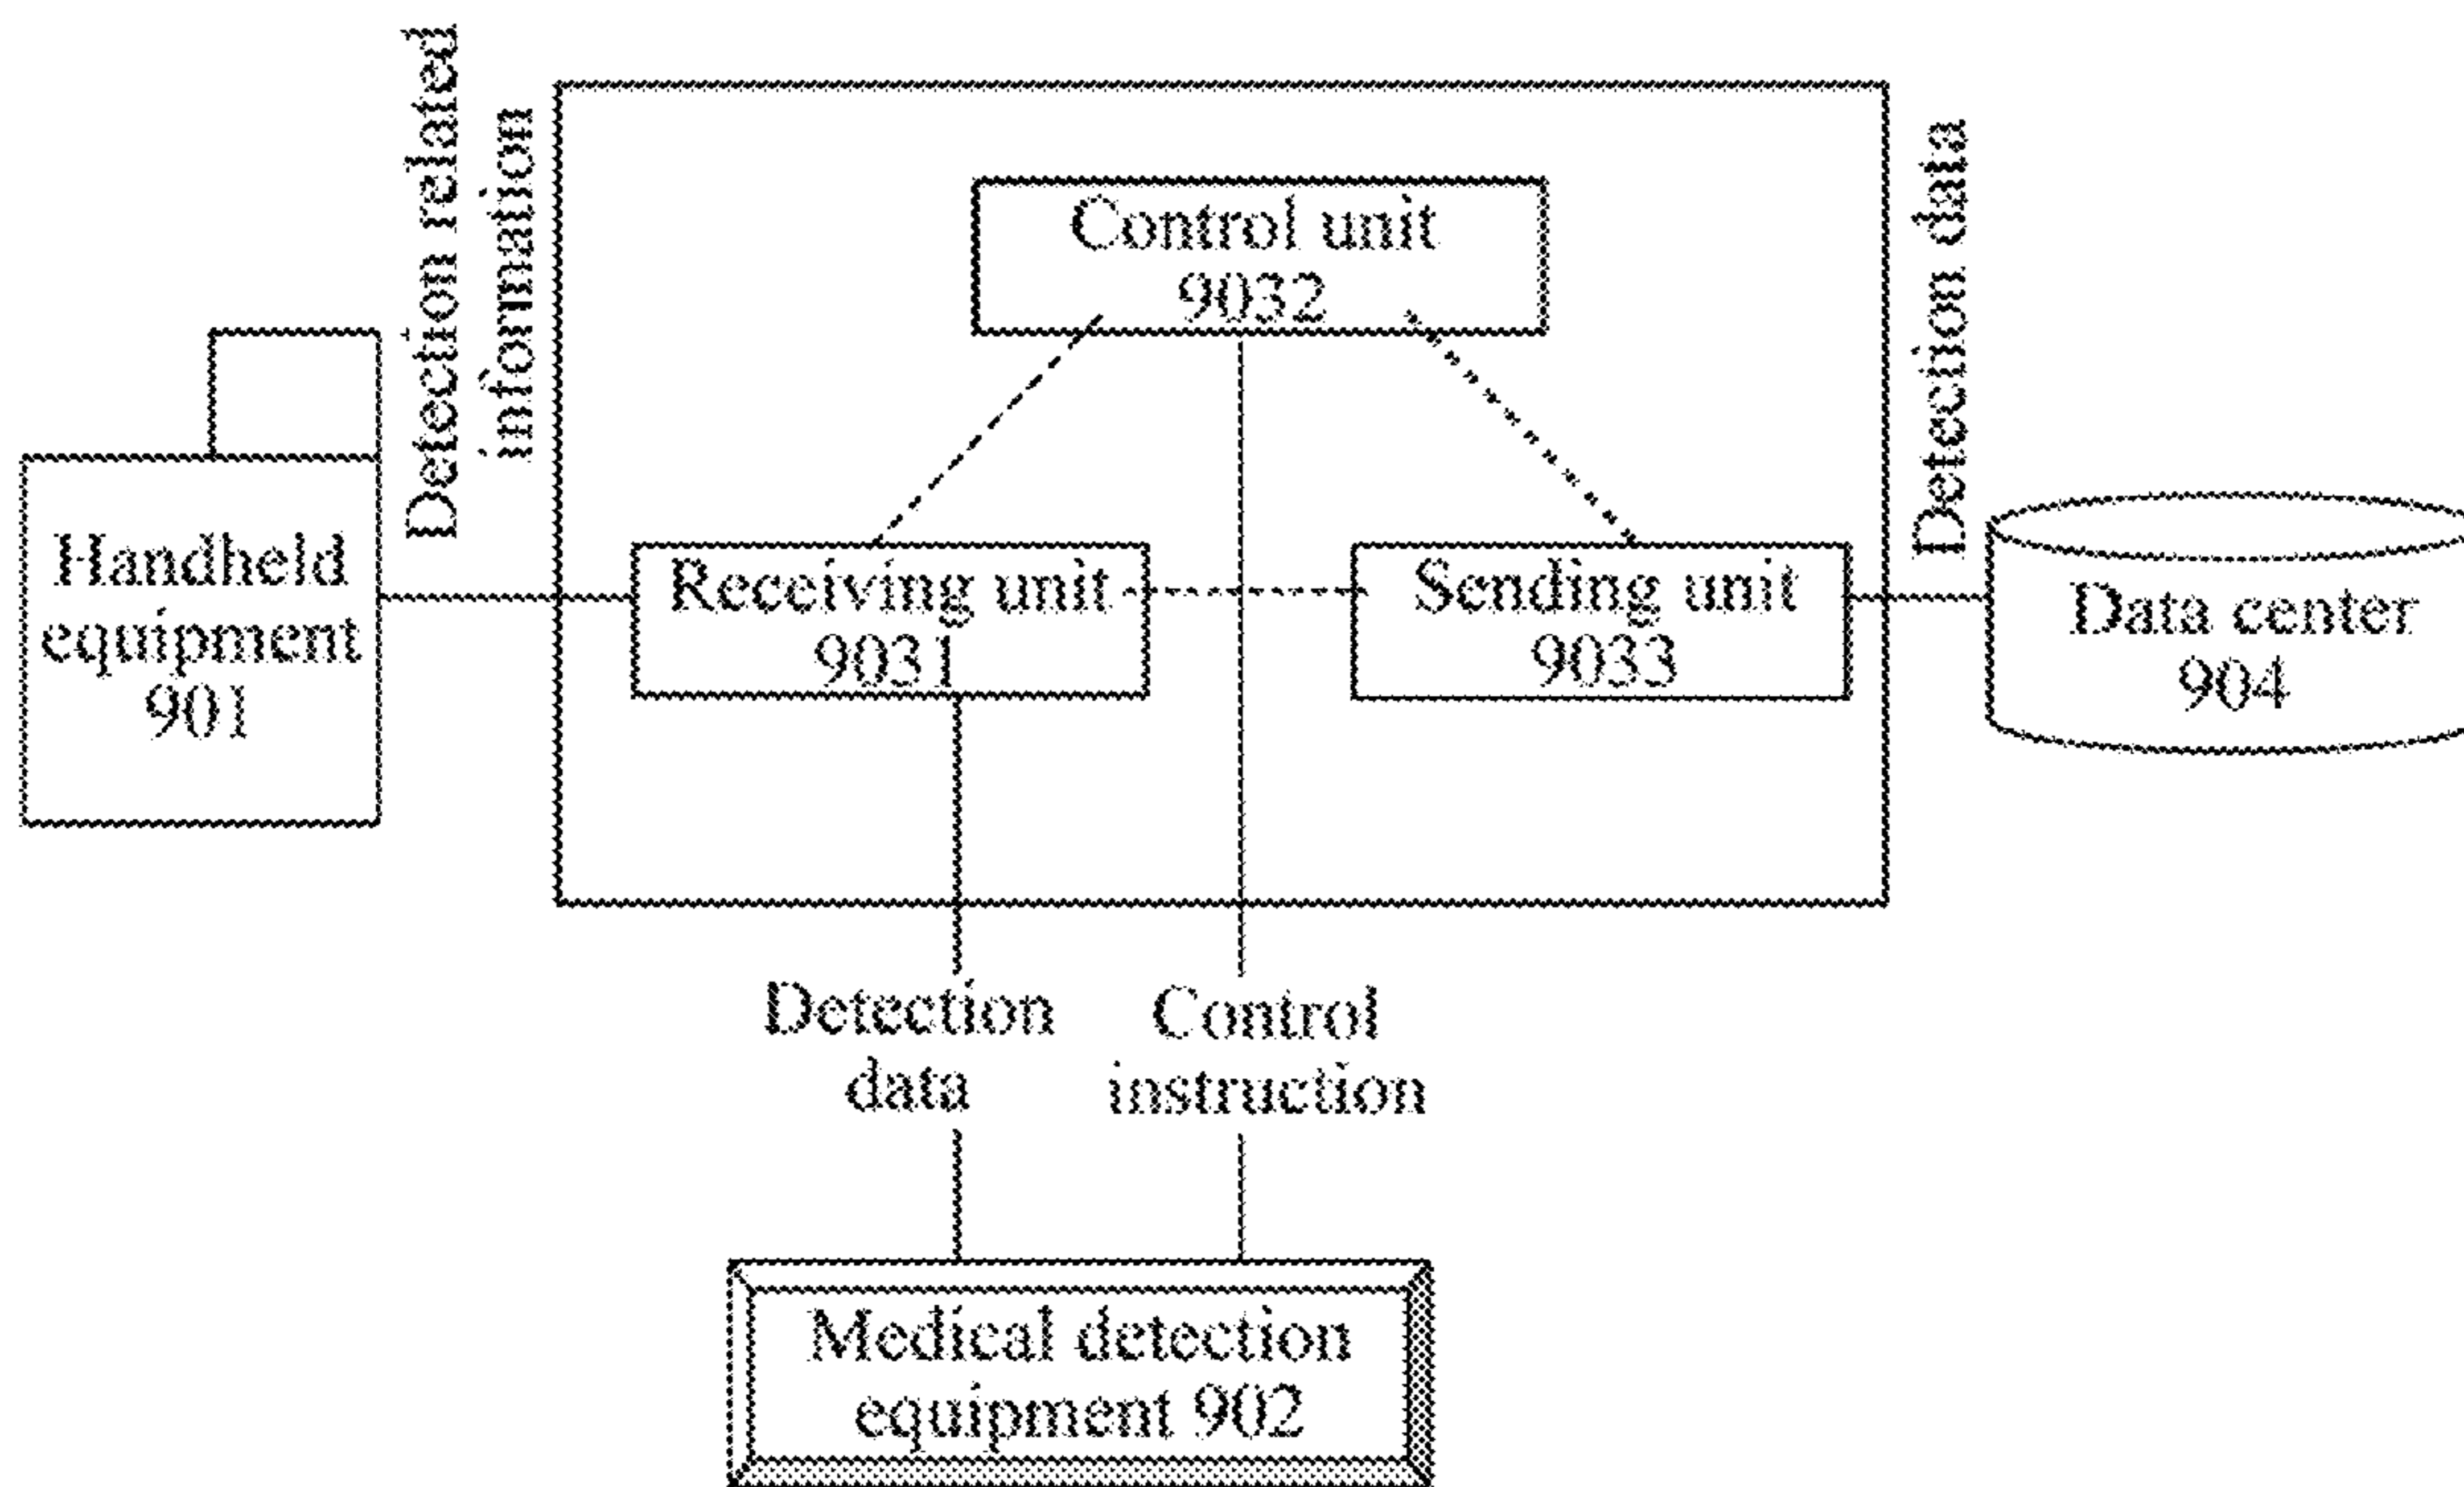 Detection related
information
Control unit
9032
Detection data
Handheld
equipment
901
Receiving unit
9031
Sending unit
9033
Data center
904
Detection
data
Control
instruction
Medical detection
equipment 902